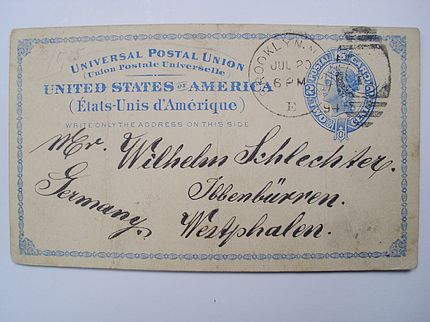 UNIVERSAL POSTAL UNION
(Union Postale Universelle)
UNITED STATES OF AMERICA
(États-Unis d'Amérique)
WRITE ONLY THE ADDRESS ON THIS SIDE
BROOKLYN, N.Y.
JUL 20
6 PM
E
Mr. Wilhelm Schlechter.
Ibbenbürren.
Germany. Westphalen.